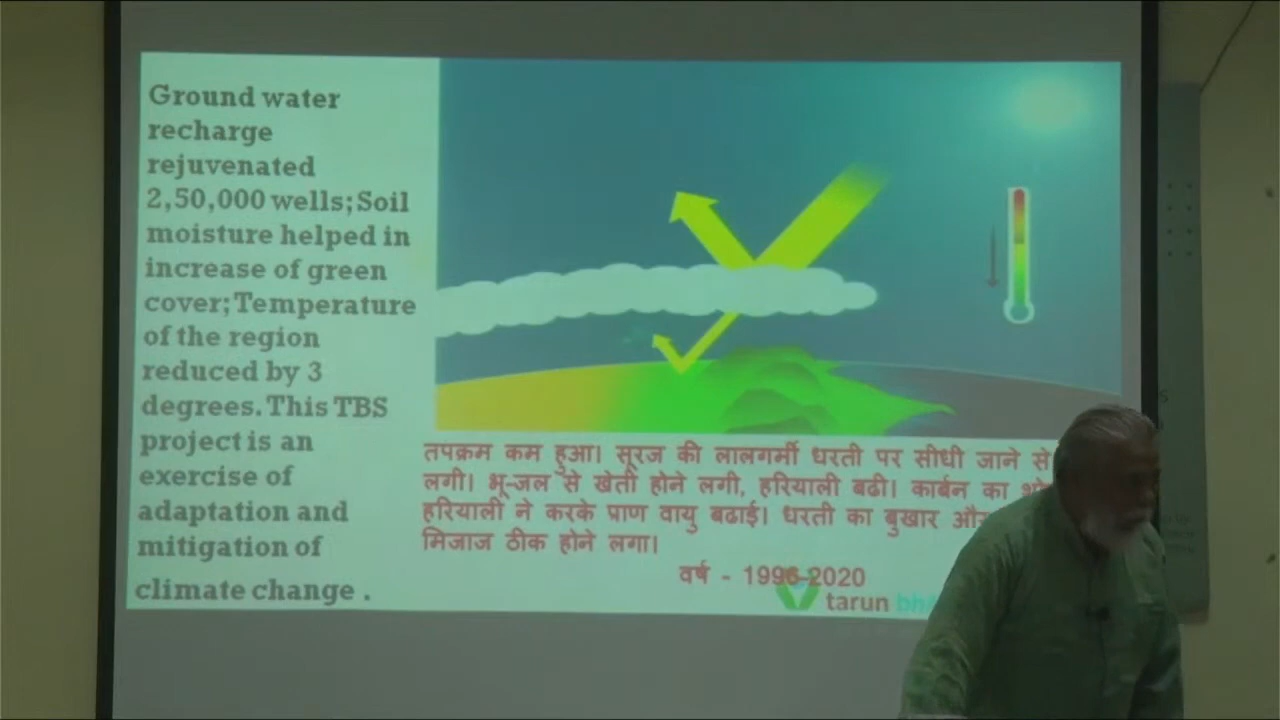 Ground water
recharge
rejuvenated
2,50,000 wells; Soil
moisture helped in
increase of green
cover; Temperature
of the region
reduced by 3
degrees. This TBS
project is an
exercise of
adaptation and
mitigation of
climate change .
तपक्रम कम हुआ। सूरज की लालगर्मी धरती पर सीधी जाने से
लगी। भू-जल से खेती होने लगी, हरियाली बढी। कार्बन का
हरियाली ने करके प्राण वायु बढाई। धरती का बुखार और
मिजाज ठीक होने लगा।
वर्ष - 1996-2020
tarun